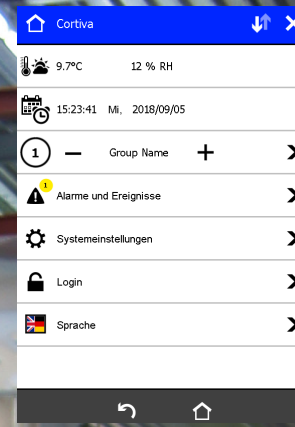 Cortiva
9.7°C 12 % RH
15:23:41 Mi, 2018/09/05
1 — Group Name +
1
Alarme und Ereignisse
Systemeinstellungen
Login
Sprache